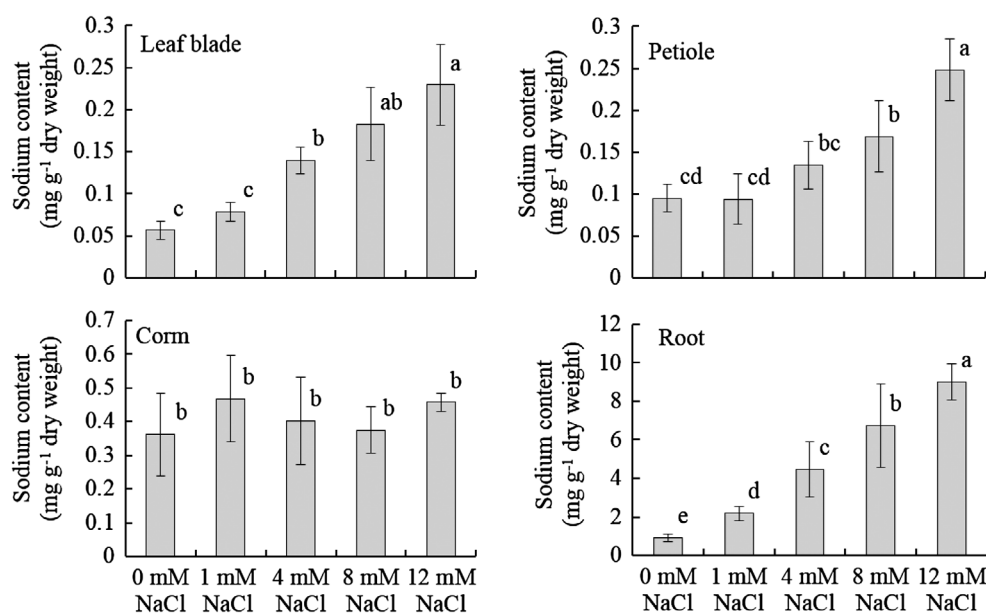 Leaf blade
Sodium content
(mg g⁻¹ dry weight)
0.3
0.25
0.2
0.15
0.1
0.05
0
c
c
b
ab
a
Petiole
Sodium content
(mg g⁻¹ dry weight)
0.3
0.25
0.2
0.15
0.1
0.05
0
cd
cd
bc
b
a
Corm
Sodium content
(mg g⁻¹ dry weight)
0.7
0.6
0.5
0.4
0.3
0.2
0.1
0
b
b
b
b
b
0 mM
NaCl
1 mM
NaCl
4 mM
NaCl
8 mM
NaCl
12 mM
NaCl
Root
Sodium content
(mg g⁻¹ dry weight)
12
10
8
6
4
2
0
e
d
c
b
a
0 mM
NaCl
1 mM
NaCl
4 mM
NaCl
8 mM
NaCl
12 mM
NaCl